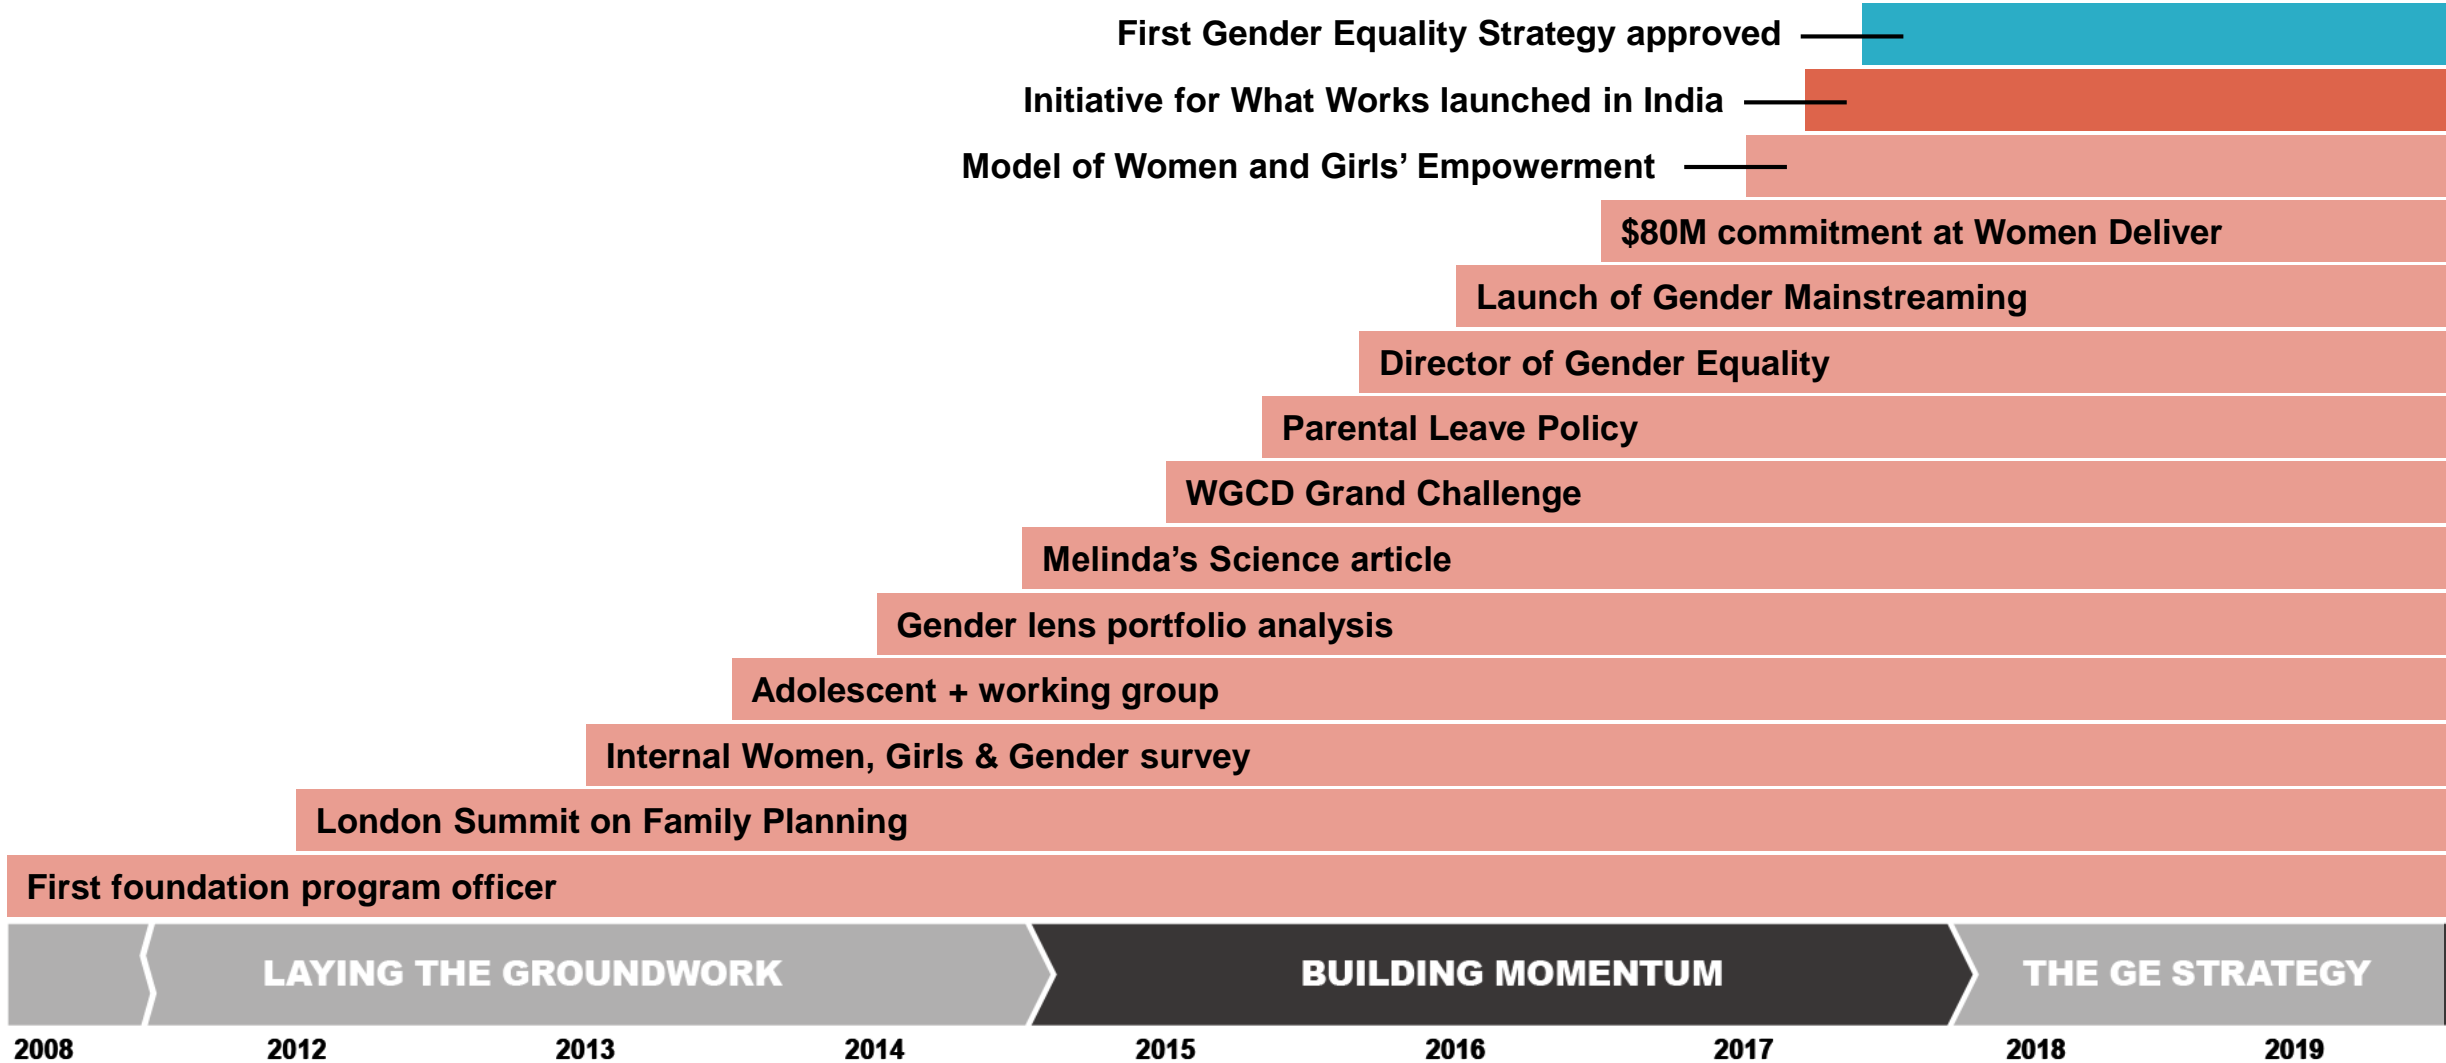 First Gender Equality Strategy approved
Initiative for What Works launched in India
Model of Women and Girls’ Empowerment
$80M commitment at Women Deliver
Launch of Gender Mainstreaming
Director of Gender Equality
Parental Leave Policy
WGCD Grand Challenge
Melinda’s Science article
Gender lens portfolio analysis
Adolescent + working group
Internal Women, Girls & Gender survey
London Summit on Family Planning
First foundation program officer
LAYING THE GROUNDWORK BUILDING MOMENTUM THE GE STRATEGY
2008 2012 2013 2014 2015 2016 2017 2018 2019